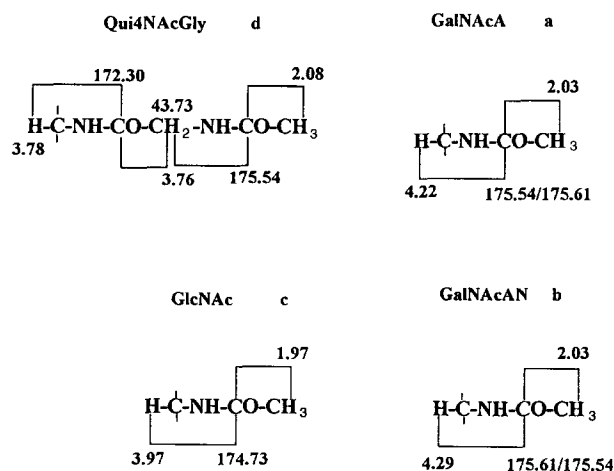 Qui4NAcGly d
172.30 43.73 2.08
H-C-NH-CO-CH2-NH-CO-CH3
3.78 3.76 175.54
GalNAcA a
2.03
H-C-NH-CO-CH3
4.22 175.54/175.61
GlcNAc c
1.97
H-C-NH-CO-CH3
3.97 174.73
GalNAcAN b
2.03
H-C-NH-CO-CH3
4.29 175.61/175.54